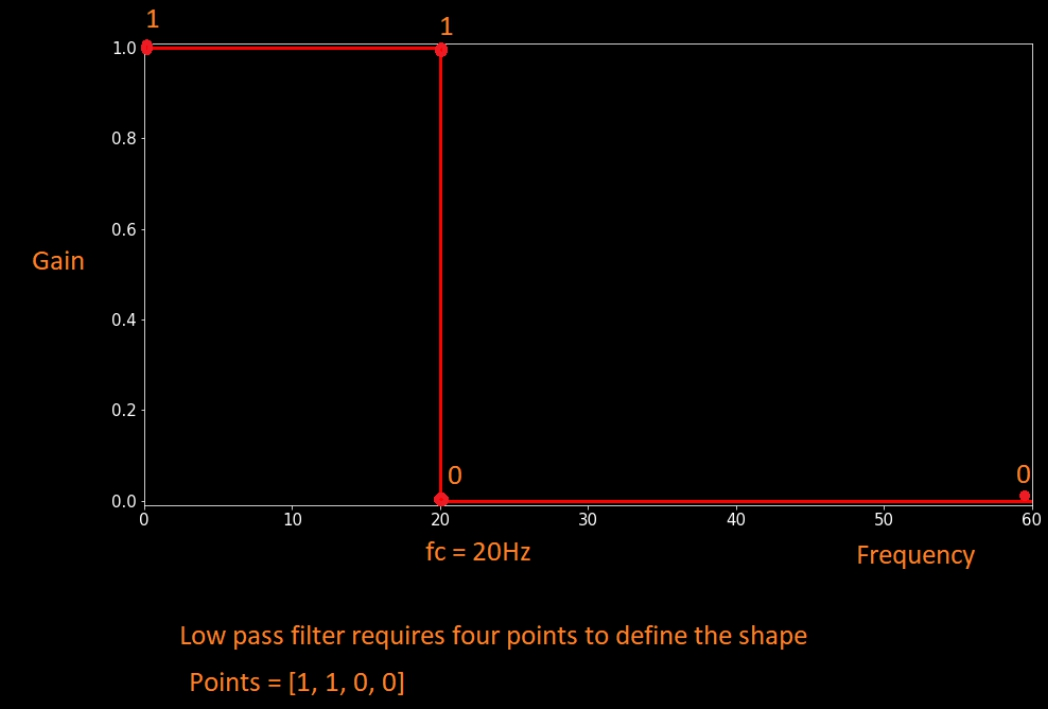 1
1
1.0
0.8
0.6
Gain
0.4
0.2
0
0
0.0
0 10 20 30 40 50 60
fc = 20Hz
Frequency
Low pass filter requires four points to define the shape
Points = [1, 1, 0, 0]